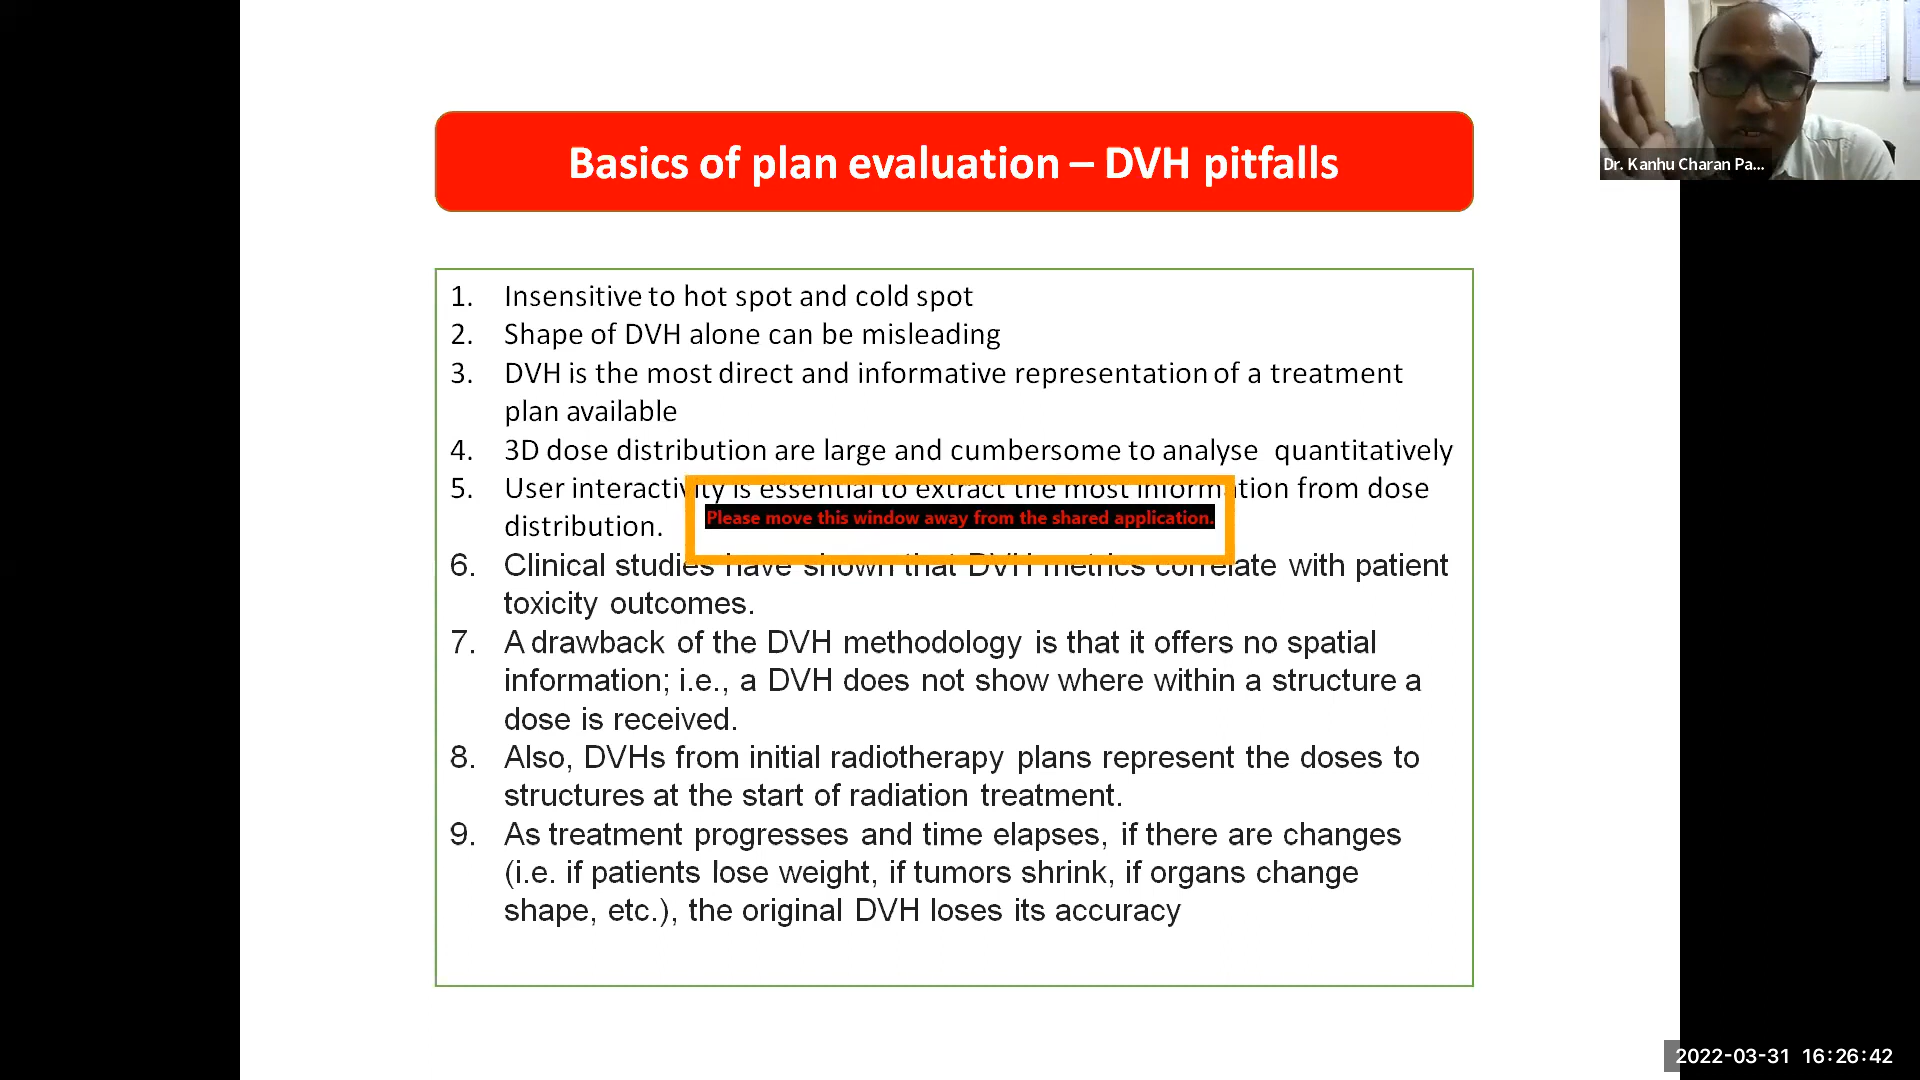 Basics of plan evaluation – DVH pitfalls
Dr. Kanhu Charan Pa...
1. Insensitive to hot spot and cold spot
2. Shape of DVH alone can be misleading
3. DVH is the most direct and informative representation of a treatment
plan available
4. 3D dose distribution are large and cumbersome to analyse quantitatively
5. User interactivity is essential to extract the most information from dose
distribution.
Please move this window away from the shared application.
6. Clinical studies have shown that DVH metrics correlate with patient
toxicity outcomes.
7. A drawback of the DVH methodology is that it offers no spatial
information; i.e., a DVH does not show where within a structure a
dose is received.
8. Also, DVHs from initial radiotherapy plans represent the doses to
structures at the start of radiation treatment.
9. As treatment progresses and time elapses, if there are changes
(i.e. if patients lose weight, if tumors shrink, if organs change
shape, etc.), the original DVH loses its accuracy
2022-03-31 16:26:42